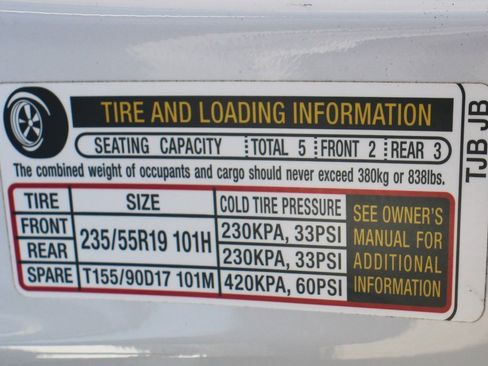 TIRE AND LOADING INFORMATION
SEATING CAPACITY TOTAL 5 FRONT 2 REAR 3
The combined weight of occupants and cargo should never exceed 380kg or 838lbs.
TIRE SIZE COLD TIRE PRESSURE
FRONT 235/55R19 101H 230KPA, 33PSI
REAR 230KPA, 33PSI
SPARE T155/90D17 101M 420KPA, 60PSI
SEE OWNER'S
MANUAL FOR
ADDITIONAL
INFORMATION
TJB JB